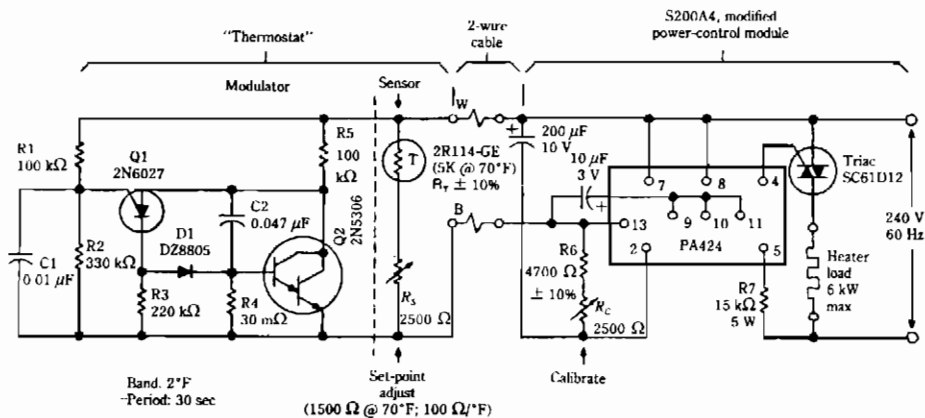 S200A4, modified
power-control module
2-wire
cable
"Thermostat"
Modulator
Sensor
W
R1
100 kΩ
Q1
2N6027
R5
100
kΩ
T
2R114-GE
(5K @ 70°F)
R_T ± 10%
+
200 µF
10 V
10 µF
3 V
+
7
8
4
Triac
SC61D12
D1
DZ8805
C2
0.047 µF
Q2
2N5306
B
13
9
10
11
PA424
2
5
240 V
60 Hz
C1
0.01 µF
R2
330 kΩ
R3
220 kΩ
R4
30 mΩ
R_S
2500 Ω
R6
4700 Ω
± 10%
R_C
2500 Ω
R7
15 kΩ
5 W
Heater
load
6 kW
max
Band. 2°F
Period: 30 sec
Set-point
adjust
(1500 Ω @ 70°F; 100 Ω/°F)
Calibrate